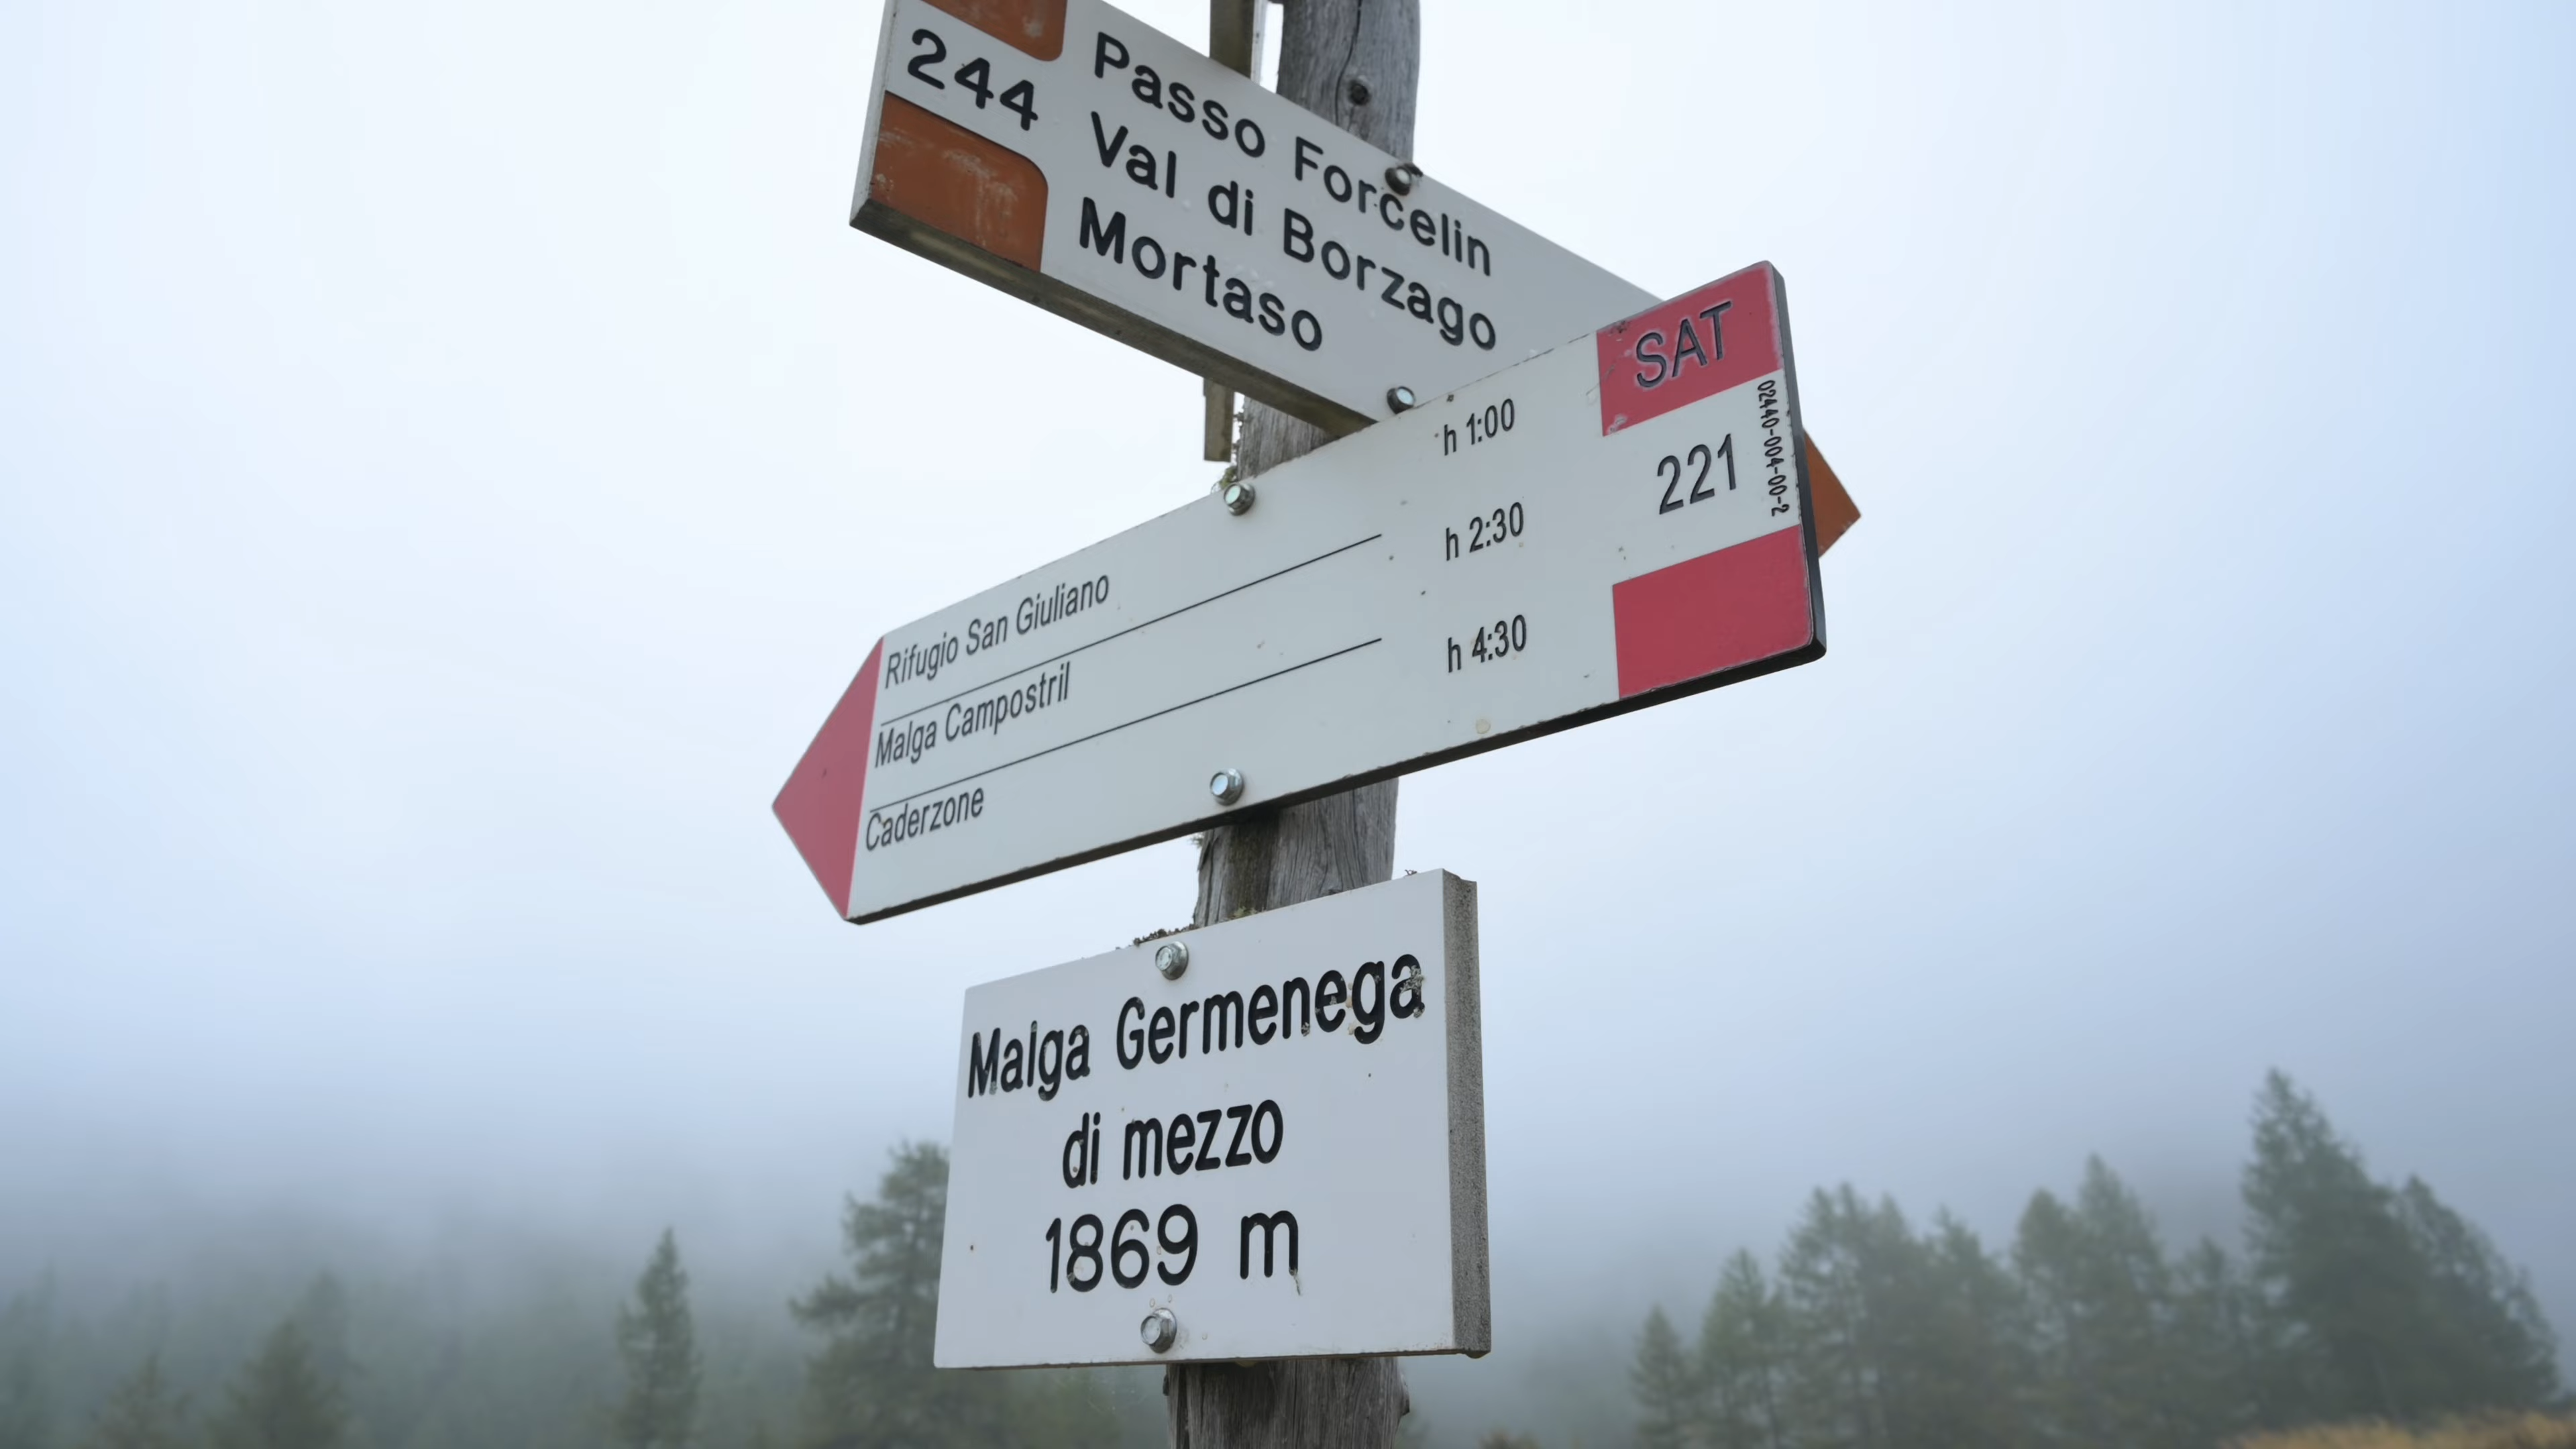 244
Passo Forcelin
Val di Borzago
Mortaso
SAT
221
02440-004-00-2
Rifugio San Giuliano h 1:00
Malga Campostril h 2:30
Caderzone h 4:30
Malga Germenega
di mezzo
1869 m